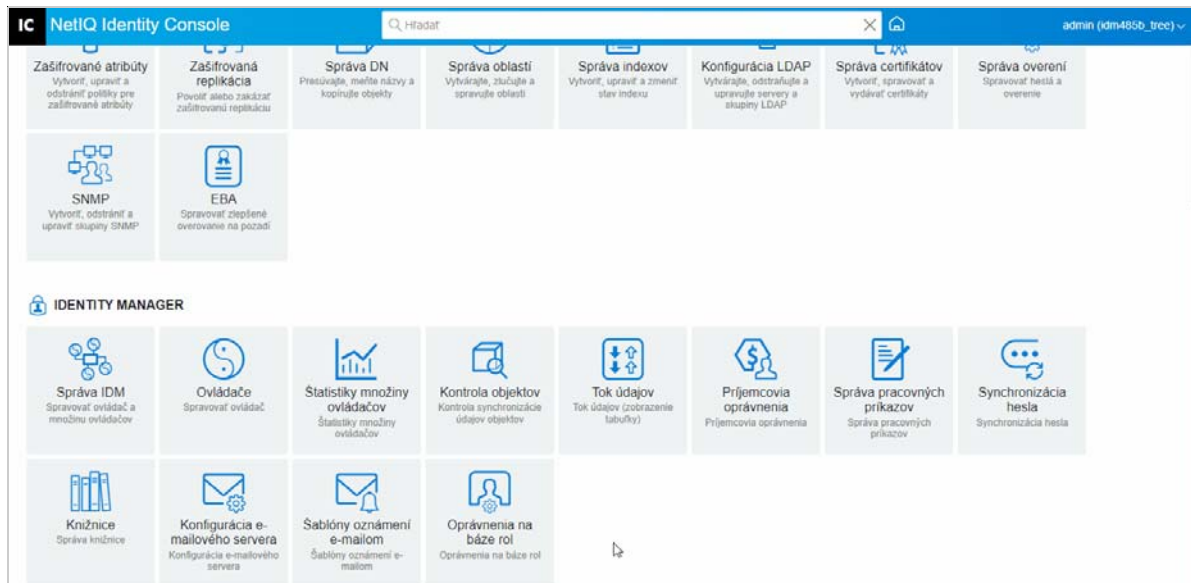 IC NetIQ Identity Console
Hľadať
admin (idm485b_tree)
Zašifrované atribúty
Vytvoriť, upraviť a
odstrániť politiky pre
zašifrované atribúty
Zašifrovaná
replikácia
Povoliť alebo zakázať
zašifrovanú replikáciu
Správa DN
Presúvajte, meňte názvy a
kopírujte objekty
Správa oblastí
Vytvárajte, zlučujte a
spravujte oblasti
Správa indexov
Vytvoriť, upraviť a zmeniť
stav indexu
Konfigurácia LDAP
Vytvárajte, odstraňujte a
upravujte servery a
skupiny LDAP
Správa certifikátov
Vytvoriť, spravovať a
vydávať certifikáty
Správa overení
Spravovať heslá a
overenie
SNMP
Vytvoriť, odstrániť a
upraviť skupiny SNMP
EBA
Spravovať zlepšené
overovanie na pozadí
IDENTITY MANAGER
Správa IDM
Spravovať ovládač a
množinu ovládačov
Ovládače
Spravovať ovládač
Štatistiky množiny
ovládačov
Štatistiky množiny
ovládačov
Kontrola objektov
Kontrola synchronizácie
údajov objektov
Tok údajov
Tok údajov (zobrazenie
tabuľky)
Príjemcovia
oprávnenia
Príjemcovia oprávnenia
Správa pracovných
príkazov
Správa pracovných
príkazov
Synchronizácia
hesla
Synchronizácia hesla
Knižnice
Správa knižnice
Konfigurácia e-
mailového servera
Konfigurácia e-mailového
servera
Šablóny oznámení
e-mailom
Šablóny oznámení e-
mailom
Oprávnenia na
báze rol
Oprávnenia na báze rol